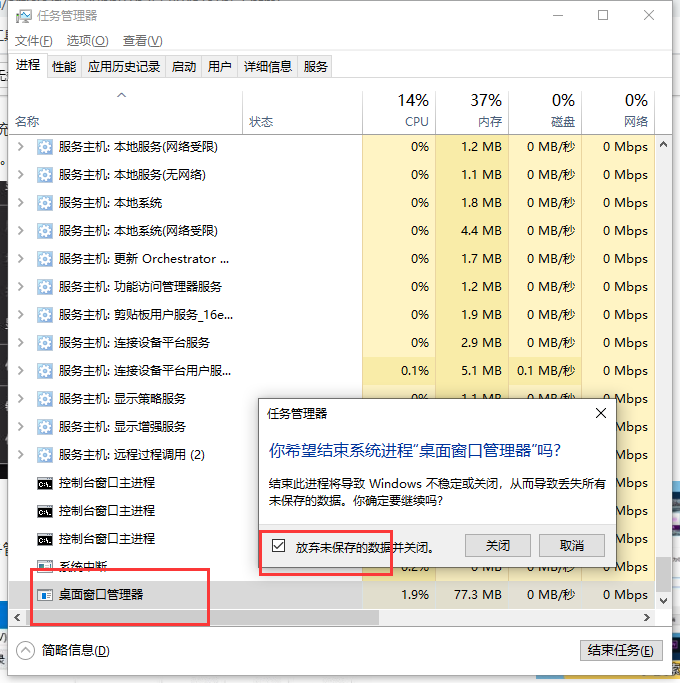 任务管理器
文件(F) 选项(O) 查看(V)
进程 性能 应用历史记录 启动 用户 详细信息 服务
14% 37% 0% 0%
名称 状态 CPU 内存 磁盘 网络
服务主机: 本地服务(网络受限) 0% 1.2 MB 0 MB/秒 0 Mbps
服务主机: 本地服务(无网络) 0% 1.1 MB 0 MB/秒 0 Mbps
服务主机: 本地系统 0% 1.8 MB 0 MB/秒 0 Mbps
服务主机: 本地系统(网络受限) 0% 4.4 MB 0 MB/秒 0 Mbps
服务主机: 更新 Orchestrator ... 0% 1.7 MB 0 MB/秒 0 Mbps
服务主机: 功能访问管理器服务 0% 1.2 MB 0 MB/秒 0 Mbps
服务主机: 剪贴板用户服务_16e... 0% 1.9 MB 0 MB/秒 0 Mbps
服务主机: 连接设备平台服务 0% 2.9 MB 0 MB/秒 0 Mbps
服务主机: 连接设备平台用户服... 0.1% 5.1 MB 0.1 MB/秒 0 Mbps
服务主机: 显示策略服务 0% 1.1 MB 0 MB/秒 0 Mbps
服务主机: 显示增强服务
服务主机: 远程过程调用 (2)
控制台窗口主进程
控制台窗口主进程
控制台窗口主进程
系统中断 0.2% 0 MB/秒 0 Mbps
桌面窗口管理器 1.9% 77.3 MB 0 MB/秒 0 Mbps
任务管理器
你希望结束系统进程“桌面窗口管理器”吗?
结束此进程将导致 Windows 不稳定或关闭，从而导致丢失所有
未保存的数据。你确定要继续吗?
放弃未保存的数据并关闭。 关闭 取消
简略信息(D) 结束任务(E)